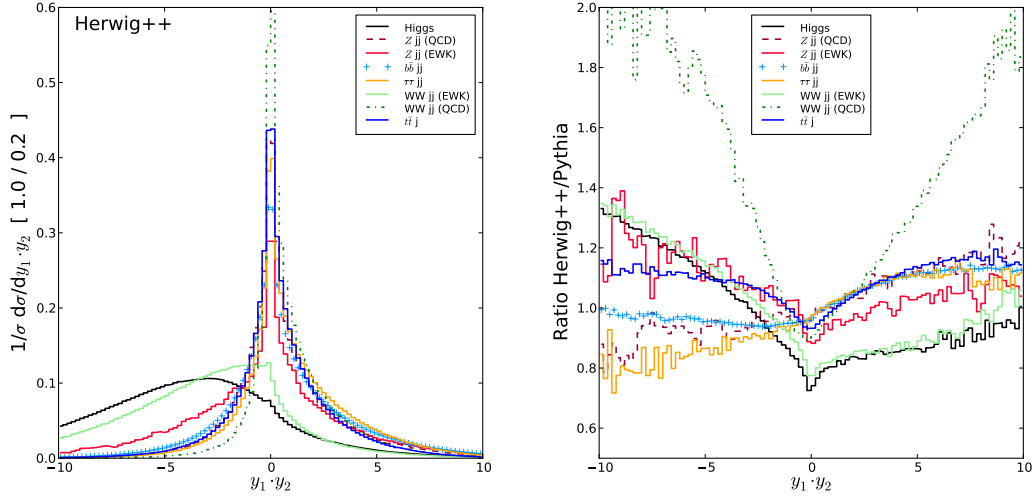 Herwig++
Higgs
Z jj (QCD)
Z jj (EWK)
bb̄ jj
ττ jj
WW jj (EWK)
WW jj (QCD)
tt̄ j
1/σ dσ/dy₁·y₂ [ 1.0 / 0.2 ]
0.6
0.5
0.4
0.3
0.2
0.1
0.0
−10
−5
0
5
10
y₁·y₂
Higgs
Z jj (QCD)
Z jj (EWK)
bb̄ jj
ττ jj
WW jj (EWK)
WW jj (QCD)
tt̄ j
Ratio Herwig++/Pythia
2.0
1.8
1.6
1.4
1.2
1.0
0.8
0.6
−10
−5
0
5
10
y₁·y₂